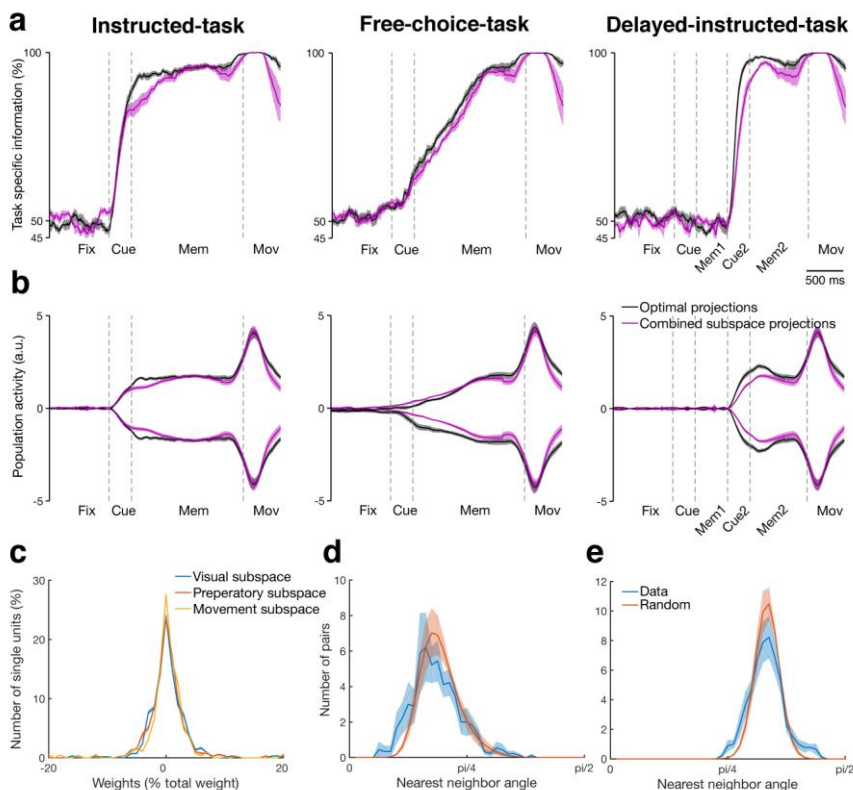 a
Instructed-task
Free-choice-task
Delayed-instructed-task
Task specific information (%)
100
50
45
Fix
Cue
Mem
Mov
100
50
45
Fix
Cue
Mem
Mov
100
50
45
Fix
Cue
Mem1
Cue2
Mem2
Mov
500 ms
b
Population activity (a.u.)
5
0
-5
Fix
Cue
Mem
Mov
5
0
-5
Fix
Cue
Mem
Mov
5
0
-5
Optimal projections
Combined subspace projections
Fix
Cue
Mem1
Cue2
Mem2
Mov
c
Number of single units (%)
30
20
10
0
-20
0
20
Weights (% total weight)
Visual subspace
Preperatory subspace
Movement subspace
d
Number of pairs
10
8
6
4
2
0
0
pi/4
pi/2
Nearest neighbor angle
e
12
10
8
6
4
2
0
0
pi/4
pi/2
Nearest neighbor angle
Data
Random